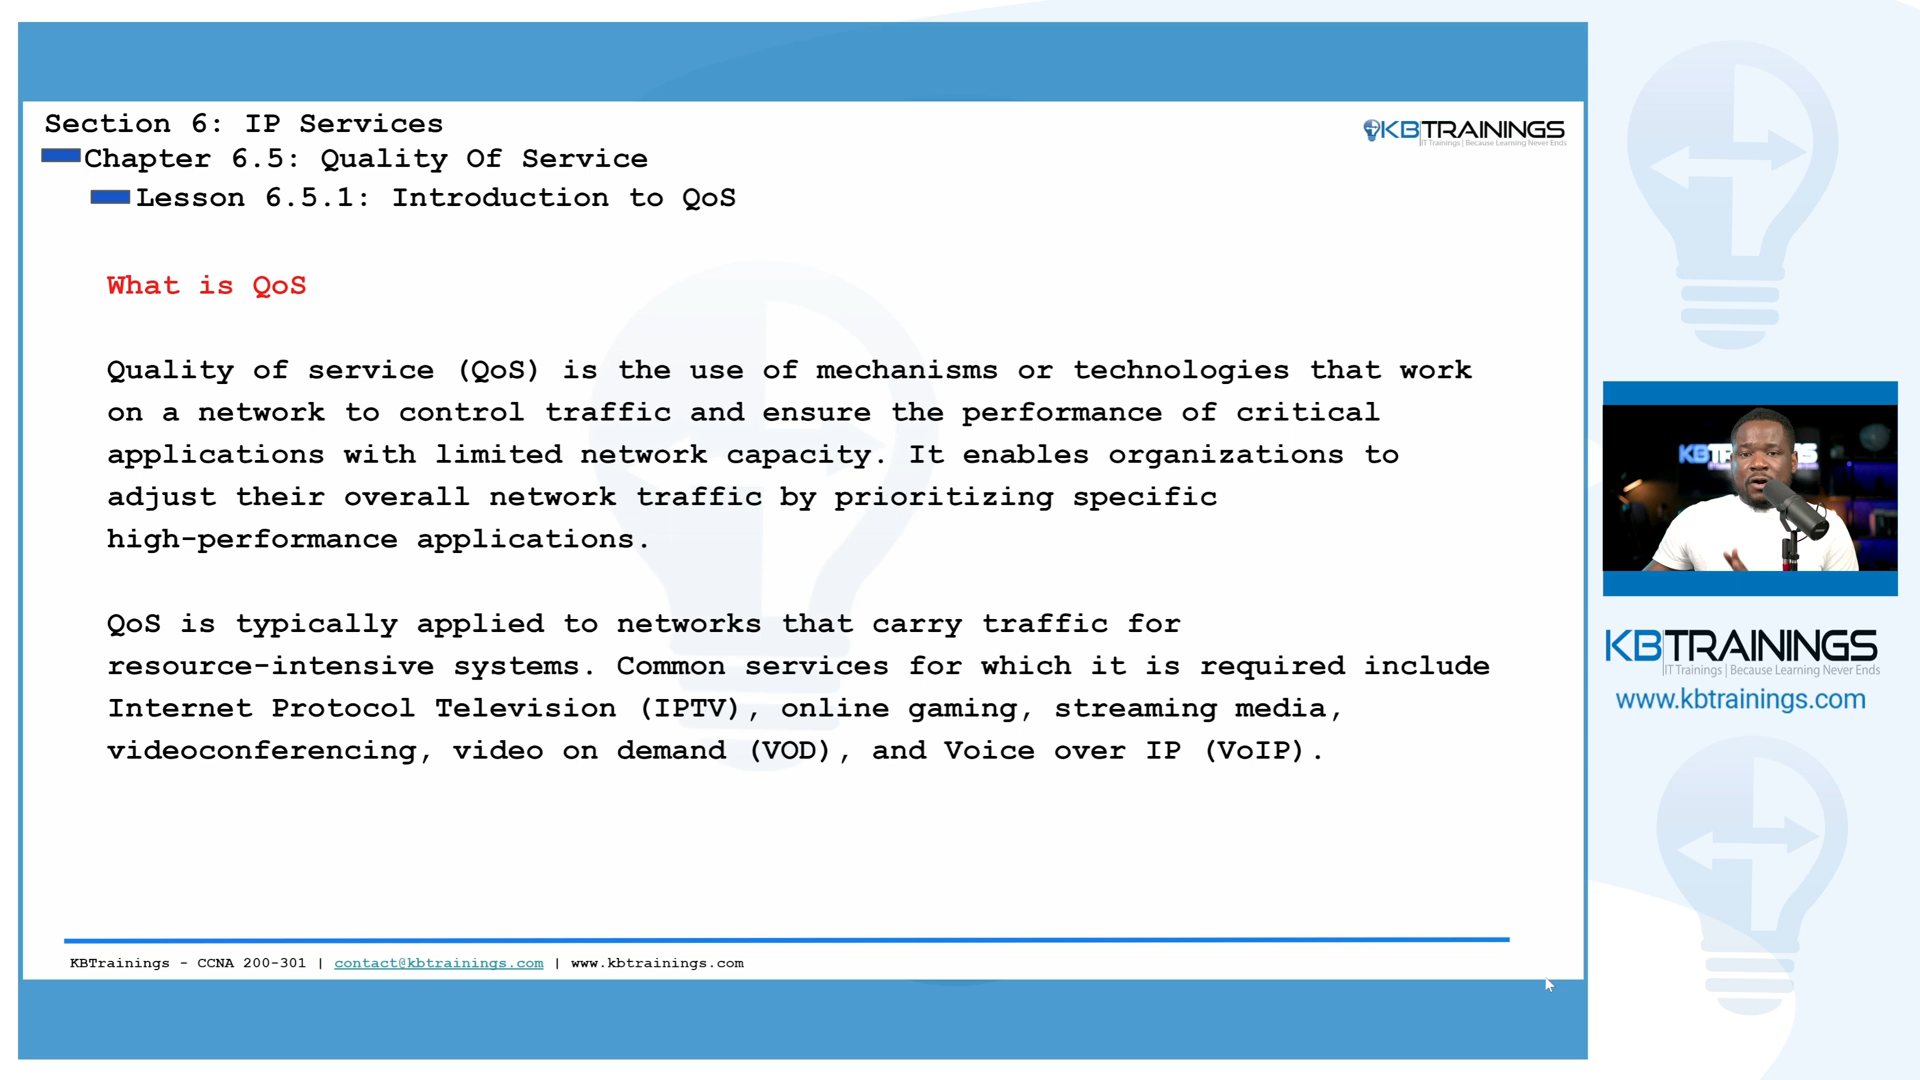 Section 6: IP Services
Chapter 6.5: Quality Of Service
Lesson 6.5.1: Introduction to QoS
KBTRAININGS
IT Trainings | Because Learning Never Ends
What is QoS
Quality of service (QoS) is the use of mechanisms or technologies that work
on a network to control traffic and ensure the performance of critical
applications with limited network capacity. It enables organizations to
adjust their overall network traffic by prioritizing specific
high-performance applications.
QoS is typically applied to networks that carry traffic for
resource-intensive systems. Common services for which it is required include
Internet Protocol Television (IPTV), online gaming, streaming media,
videoconferencing, video on demand (VOD), and Voice over IP (VoIP).
KBTrainings - CCNA 200-301 | contact@kbtrainings.com | www.kbtrainings.com
KBTRAININGS
IT Trainings | Because Learning Never Ends
www.kbtrainings.com